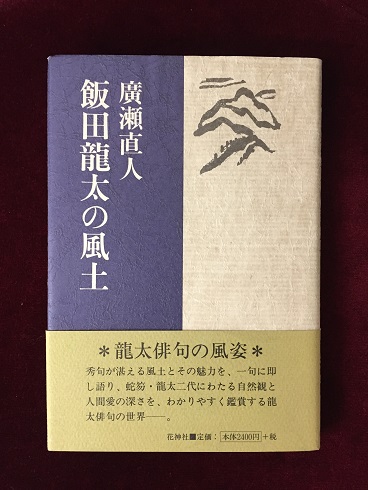 廣瀬直人
飯田龍太の風土
＊龍太俳句の風姿＊
秀句が湛える風土とその魅力を、一句に即
し語り、蛇笏・龍太二代にわたる自然観と
人間愛の深さを、わかりやすく鑑賞する龍
太俳句の世界――。
花神社■定価：本体2400円＋税